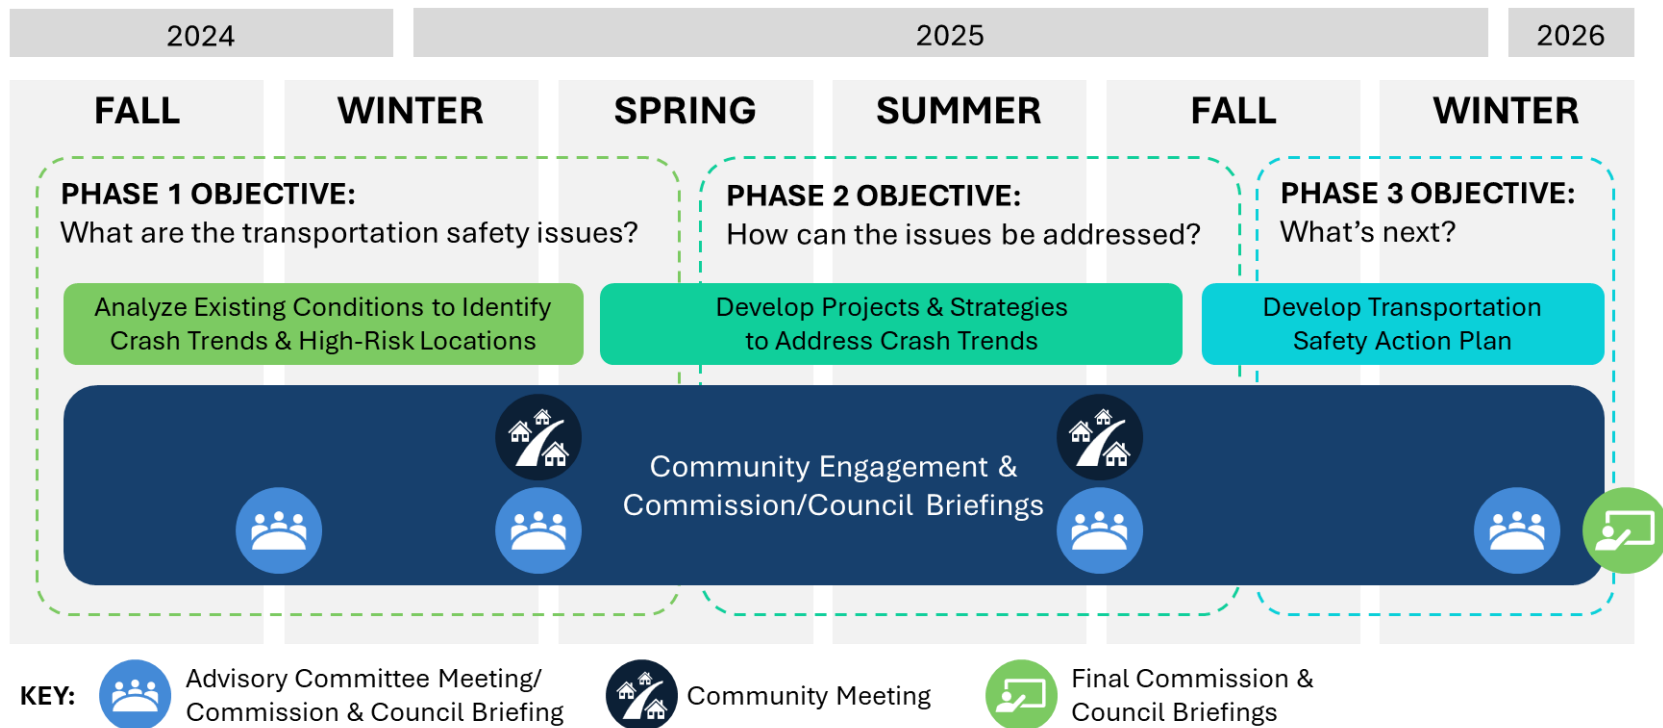 2024
2025
2026
FALL
WINTER
SPRING
SUMMER
FALL
WINTER
PHASE 1 OBJECTIVE:
What are the transportation safety issues?
PHASE 2 OBJECTIVE:
How can the issues be addressed?
PHASE 3 OBJECTIVE:
What’s next?
Analyze Existing Conditions to Identify
Crash Trends & High-Risk Locations
Develop Projects & Strategies
to Address Crash Trends
Develop Transportation
Safety Action Plan
Community Engagement &
Commission/Council Briefings
KEY:
Advisory Committee Meeting/
Commission & Council Briefing
Community Meeting
Final Commission &
Council Briefings